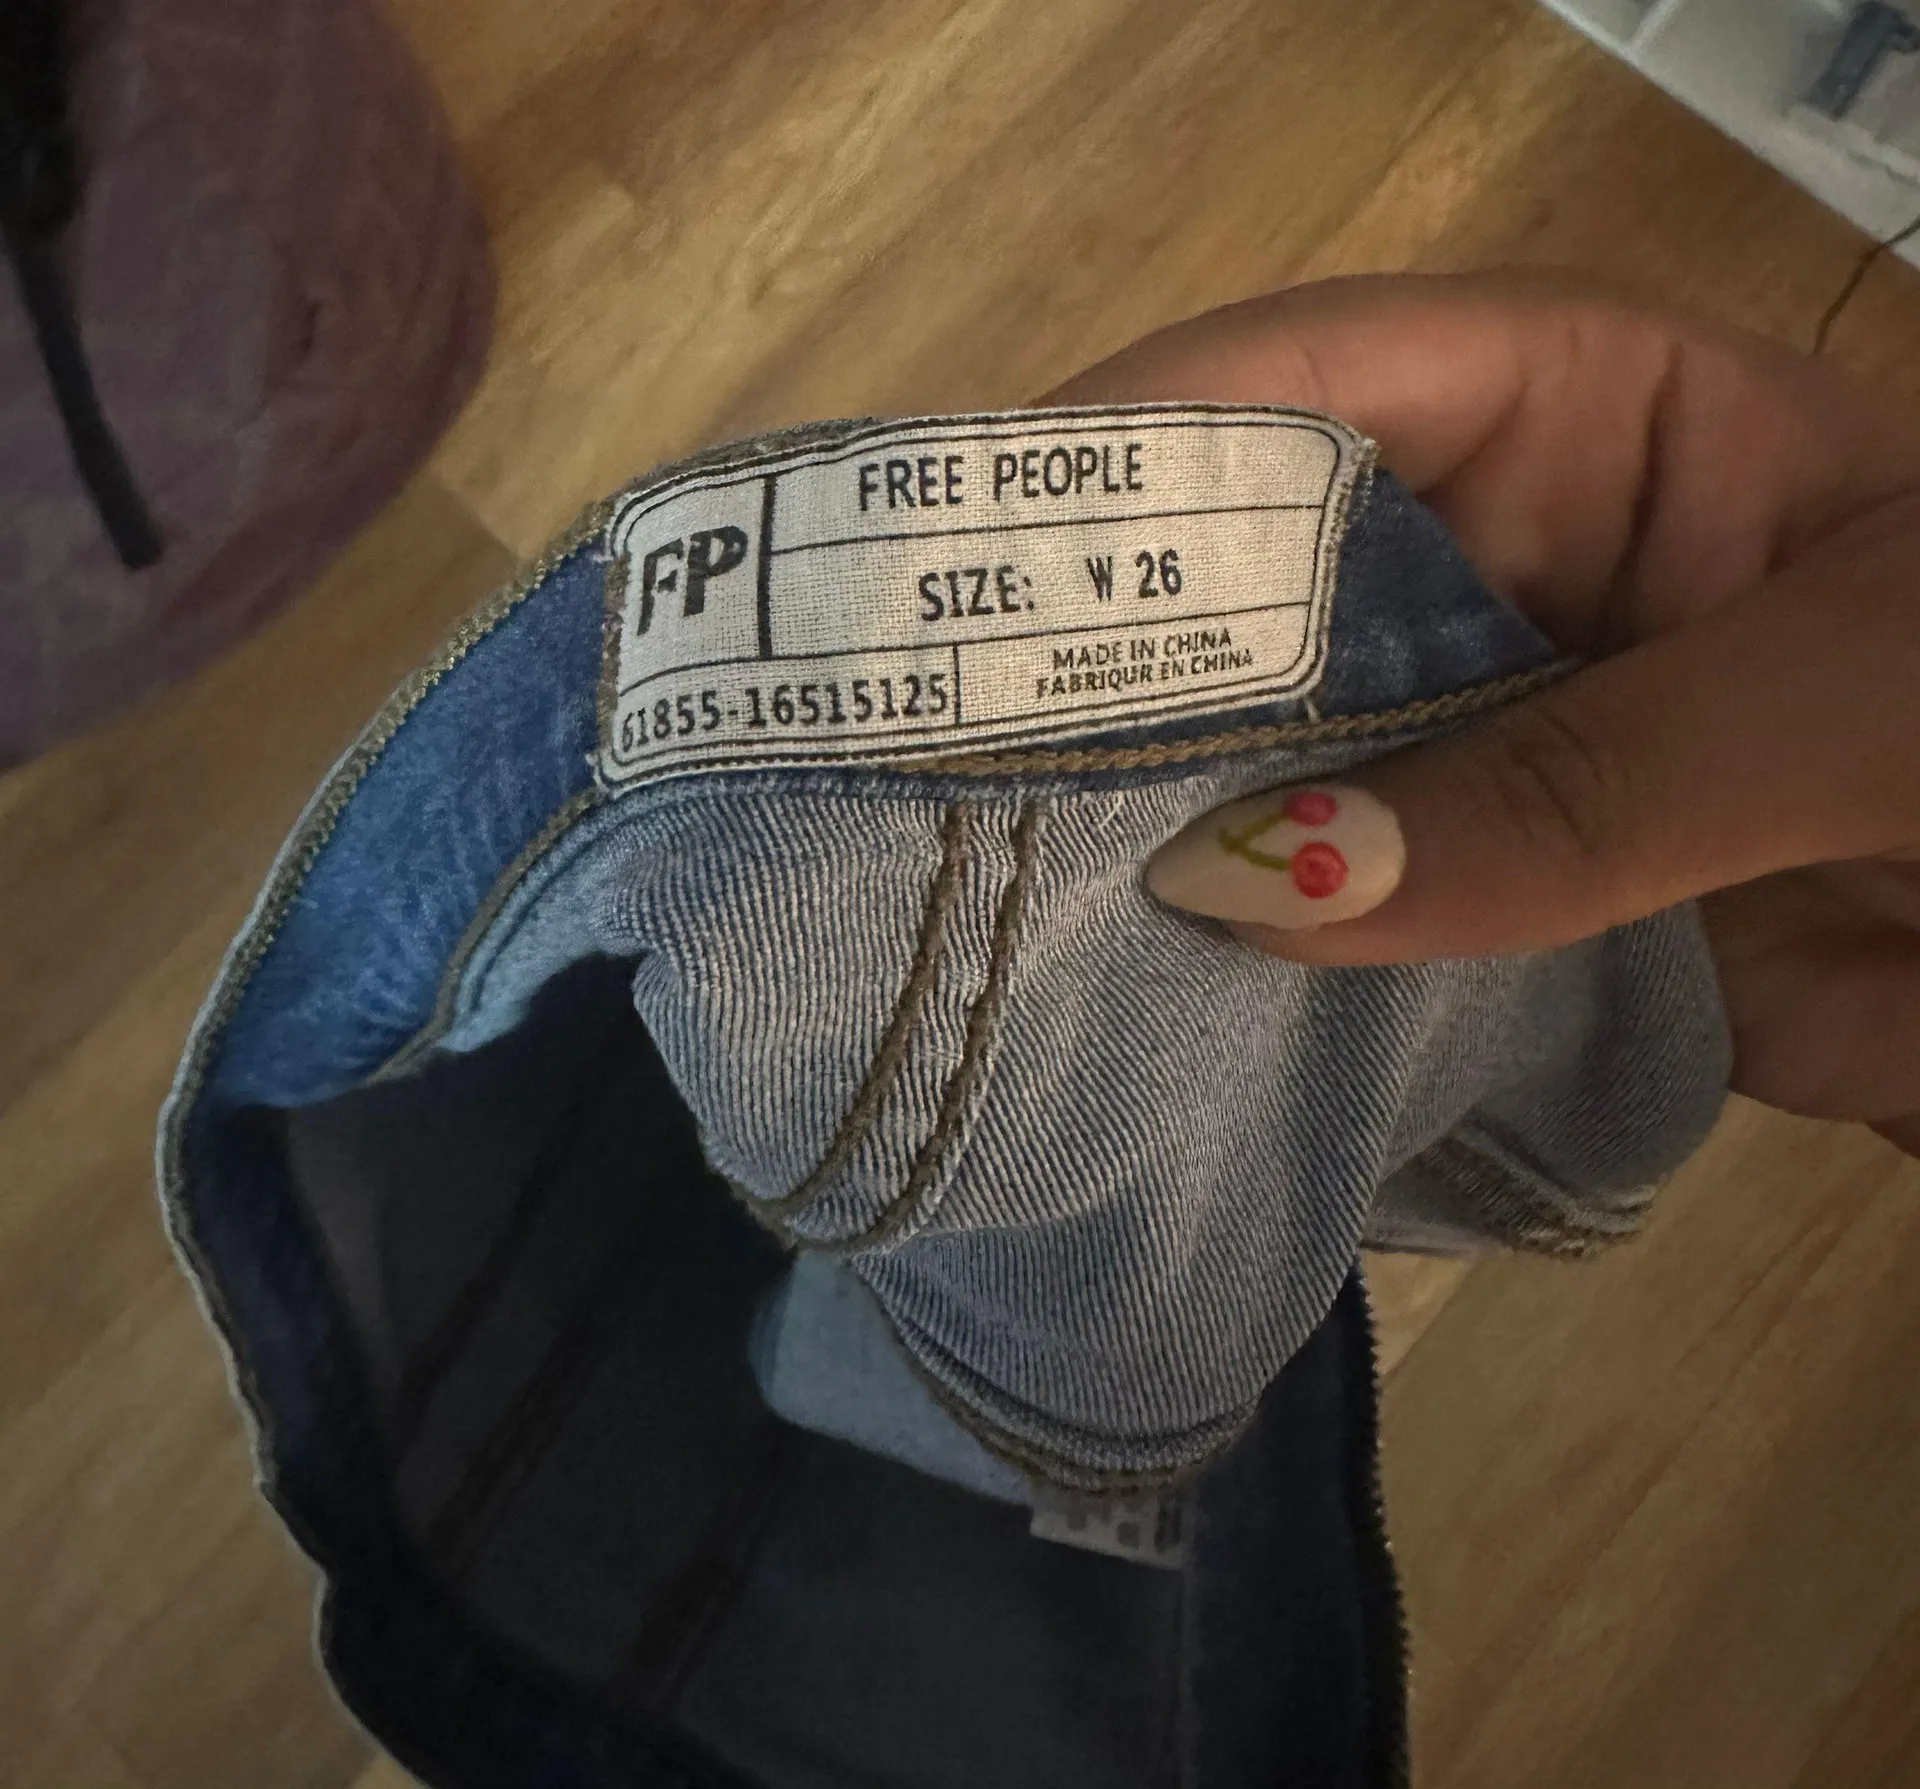 FREE PEOPLE
FP
SIZE: W 26
61855-16515125
MADE IN CHINA
FABRIQUR EN CHINA